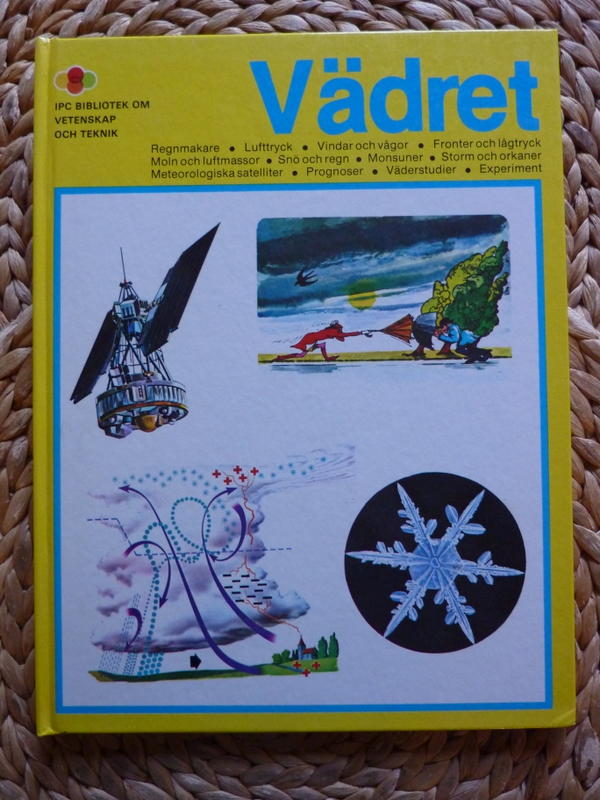 IPC BIBLIOTEK OM
VETENSKAP
OCH TEKNIK
Vädret
Regnmakare • Lufttryck • Vindar och vågor • Fronter och lågtryck
Moln och luftmassor • Snö och regn • Monsuner • Storm och orkaner
Meteorologiska satelliter • Prognoser • Väderstudier • Experiment